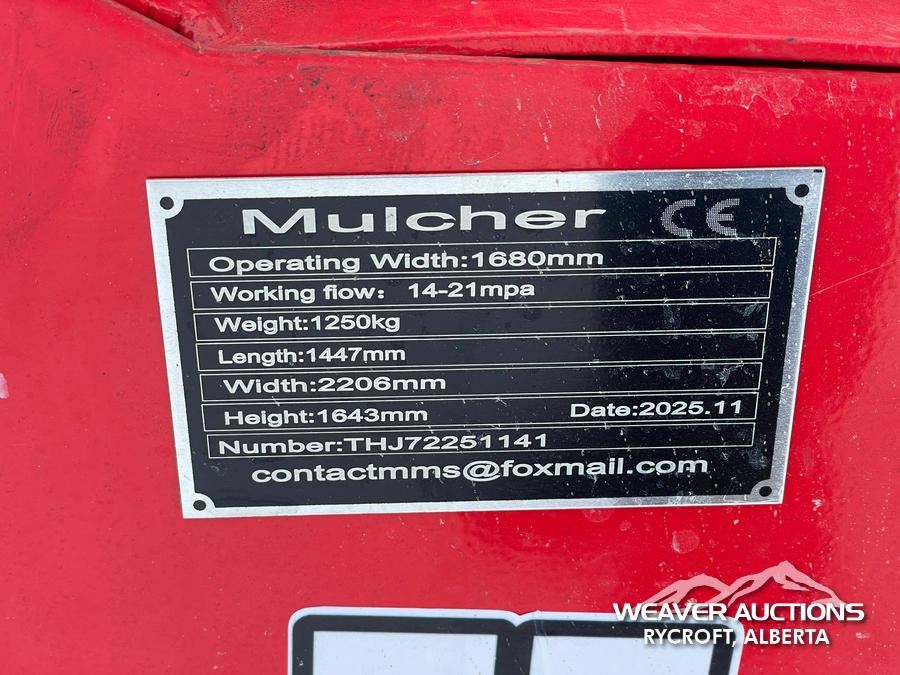 Mulcher CE
Operating Width:1680mm
Working flow: 14-21mpa
Weight:1250kg
Length:1447mm
Width:2206mm
Height:1643mm Date:2025.11
Number:THJ72251141
contactmms@foxmail.com
WEAVER AUCTIONS
RYCROFT, ALBERTA